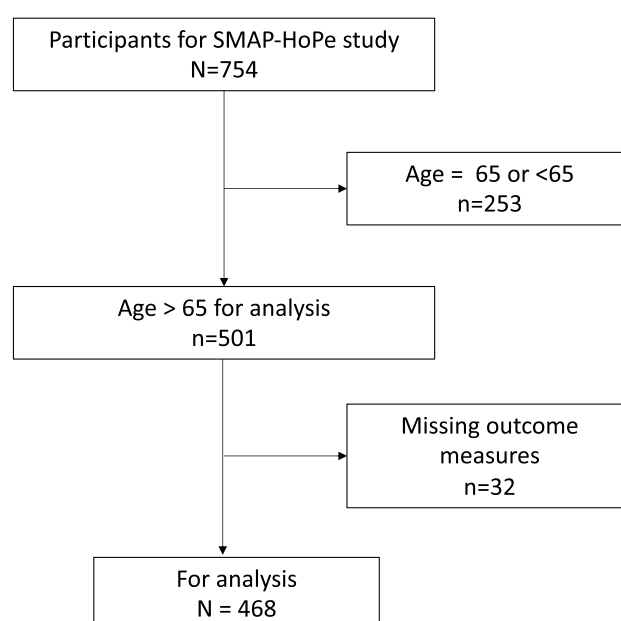 Participants for SMAP-HoPe study
N=754
Age = 65 or <65
n=253
Age > 65 for analysis
n=501
Missing outcome
measures
n=32
For analysis
N = 468